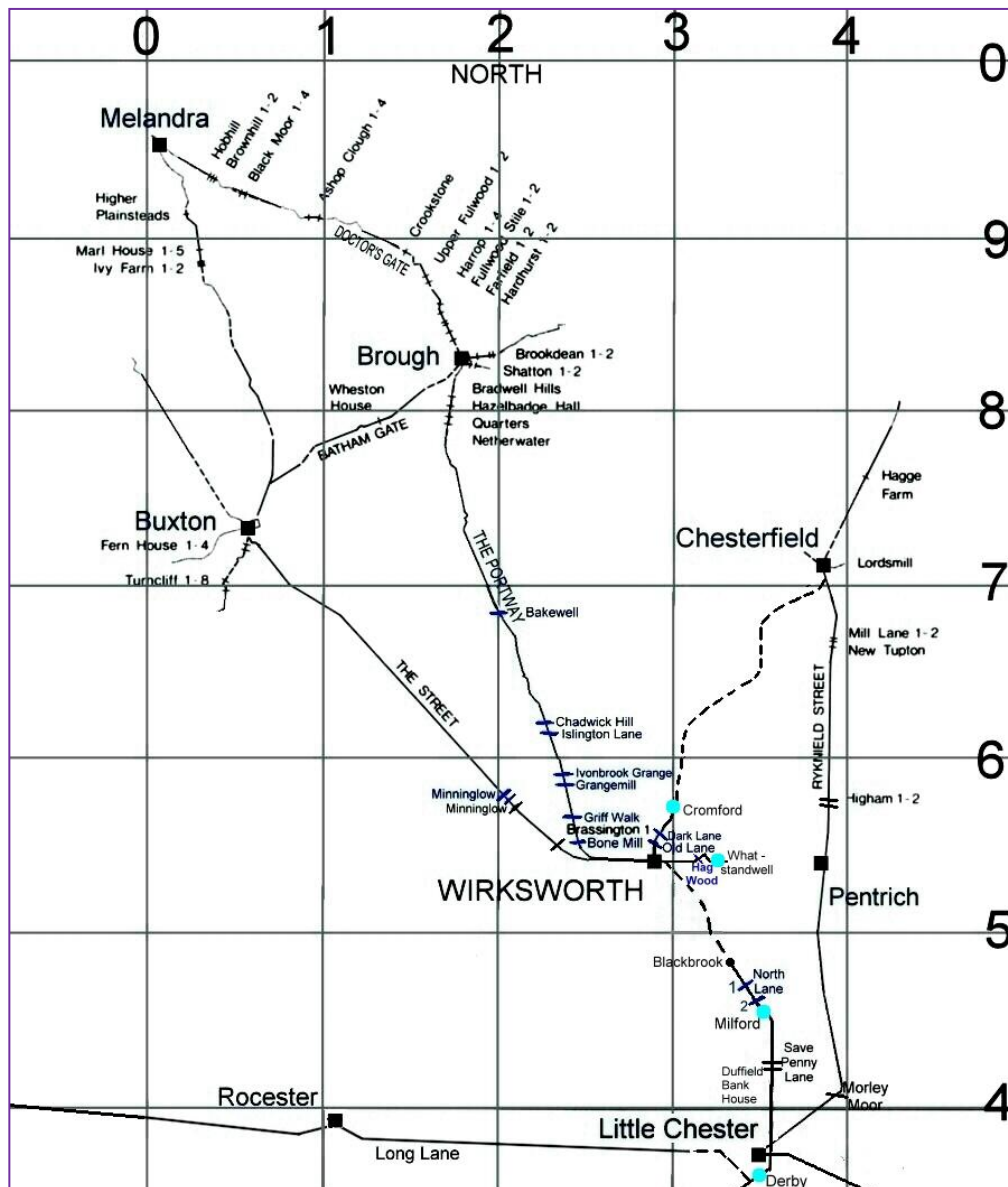 0 1 2 3 4
0
NORTH
Melandra
Hobhill
Brownhill 1-2
Black Moor 1-4
Ashop Clough 1-4
Crookstone
Upper Fulwood 1-2
Harrop 1-4
Fullwood Stile 1-2
Farfield 1-2
Hardhurst 1-2
Higher
Plainsteads
DOCTOR'S GATE
9
Marl House 1-5
Ivy Farm 1-2
Brough
Brookdean 1-2
Shatton 1-2
Wheston
House
Bradwell Hills
Hazelbadge Hall
Quarters
Netherwater
8
BATHAM GATE
Hagge
Farm
Buxton
Fern House 1-4
Turncliff 1-8
THE PORTWAY
Chesterfield
Lordsmill
7
Bakewell
Mill Lane 1-2
New Tupton
THE STREET
RYKNIELD STREET
Chadwick Hill
Islington Lane
6
Ivonbrook Grange
Grangemill
Minninglow
Minninglow
Higham 1-2
Cromford
Griff Walk
Brassington 1
Dark Lane
Bone Mill
Old Lane
What -
standwell
Hag
Wood
WIRKSWORTH
Pentrich
5
Blackbrook
North
Lane
1
2
Milford
Save
Penny
Lane
Duffield
Bank
House
Rocester
Morley
Moor
4
Little Chester
Long Lane
Derby